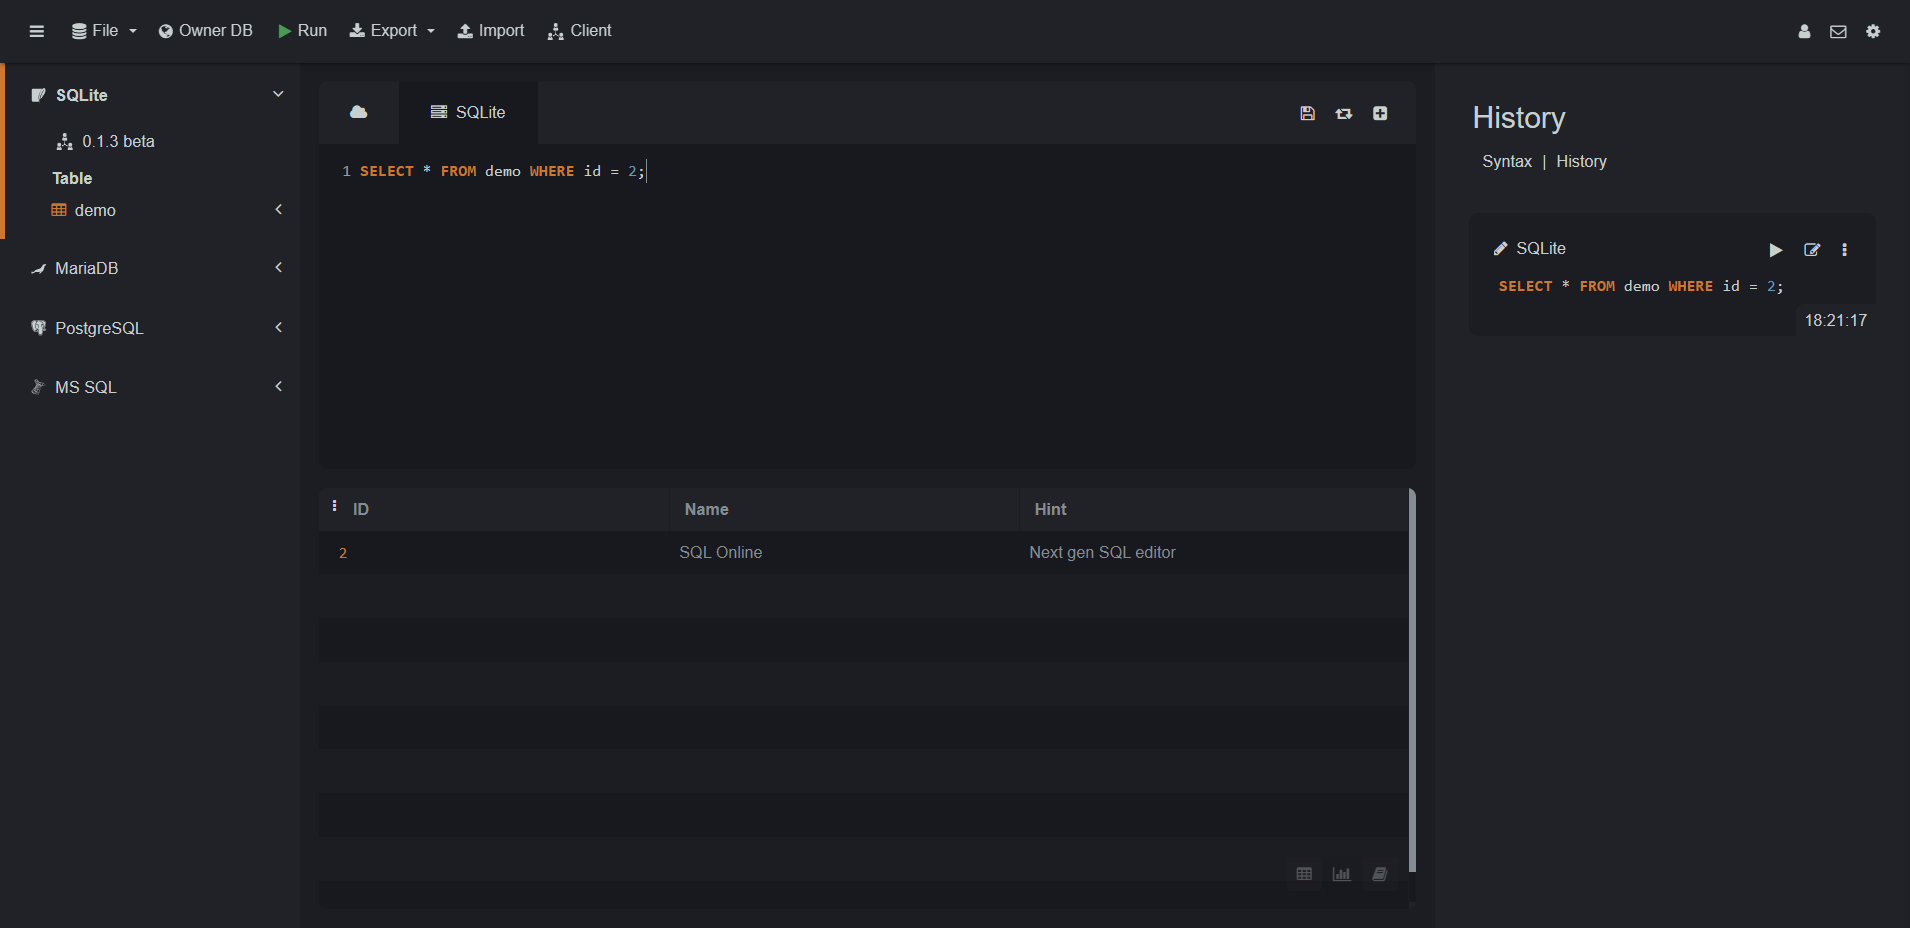 File Owner DB Run Export Import Client
SQLite
0.1.3 beta
Table
demo
MariaDB
PostgreSQL
MS SQL
SQLite
1 SELECT * FROM demo WHERE id = 2;
ID Name Hint
2 SQL Online Next gen SQL editor
History
Syntax | History
SQLite
SELECT * FROM demo WHERE id = 2;
18:21:17